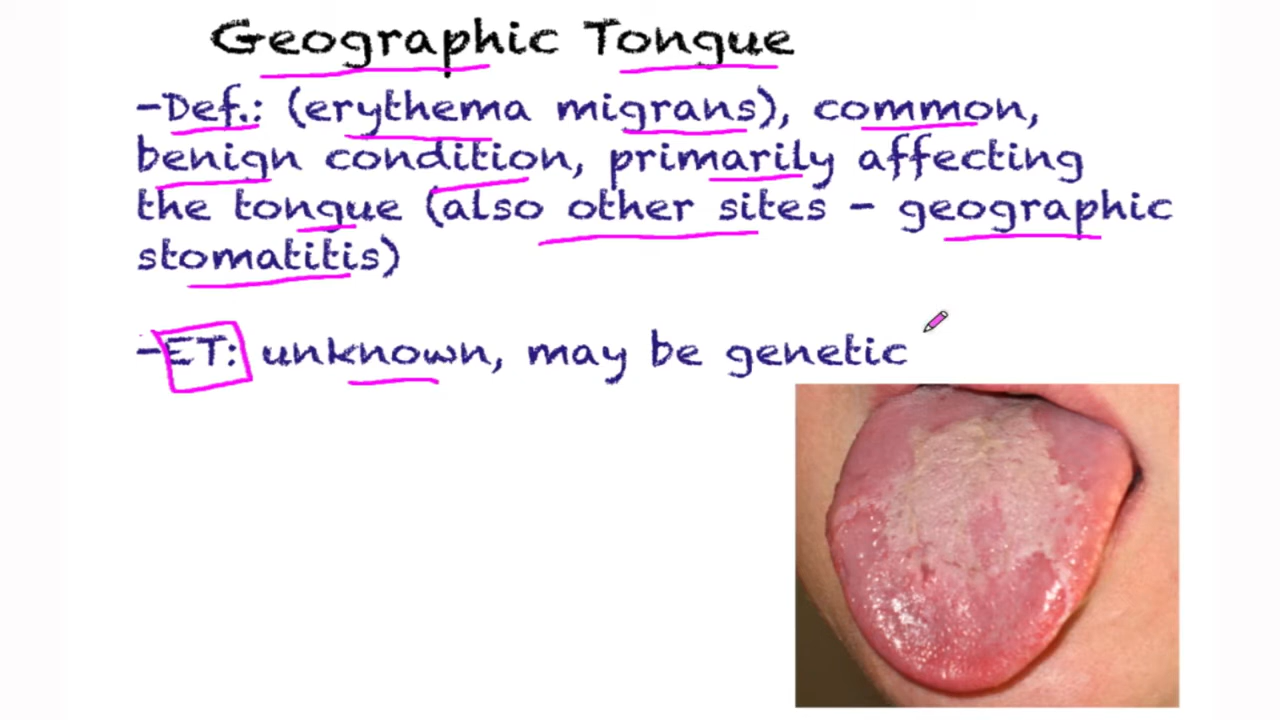 Geographic Tongue
-Def.: (erythema migrans), common,
benign condition, primarily affecting
the tongue (also other sites - geographic
stomatitis)
-ET: unknown, may be genetic